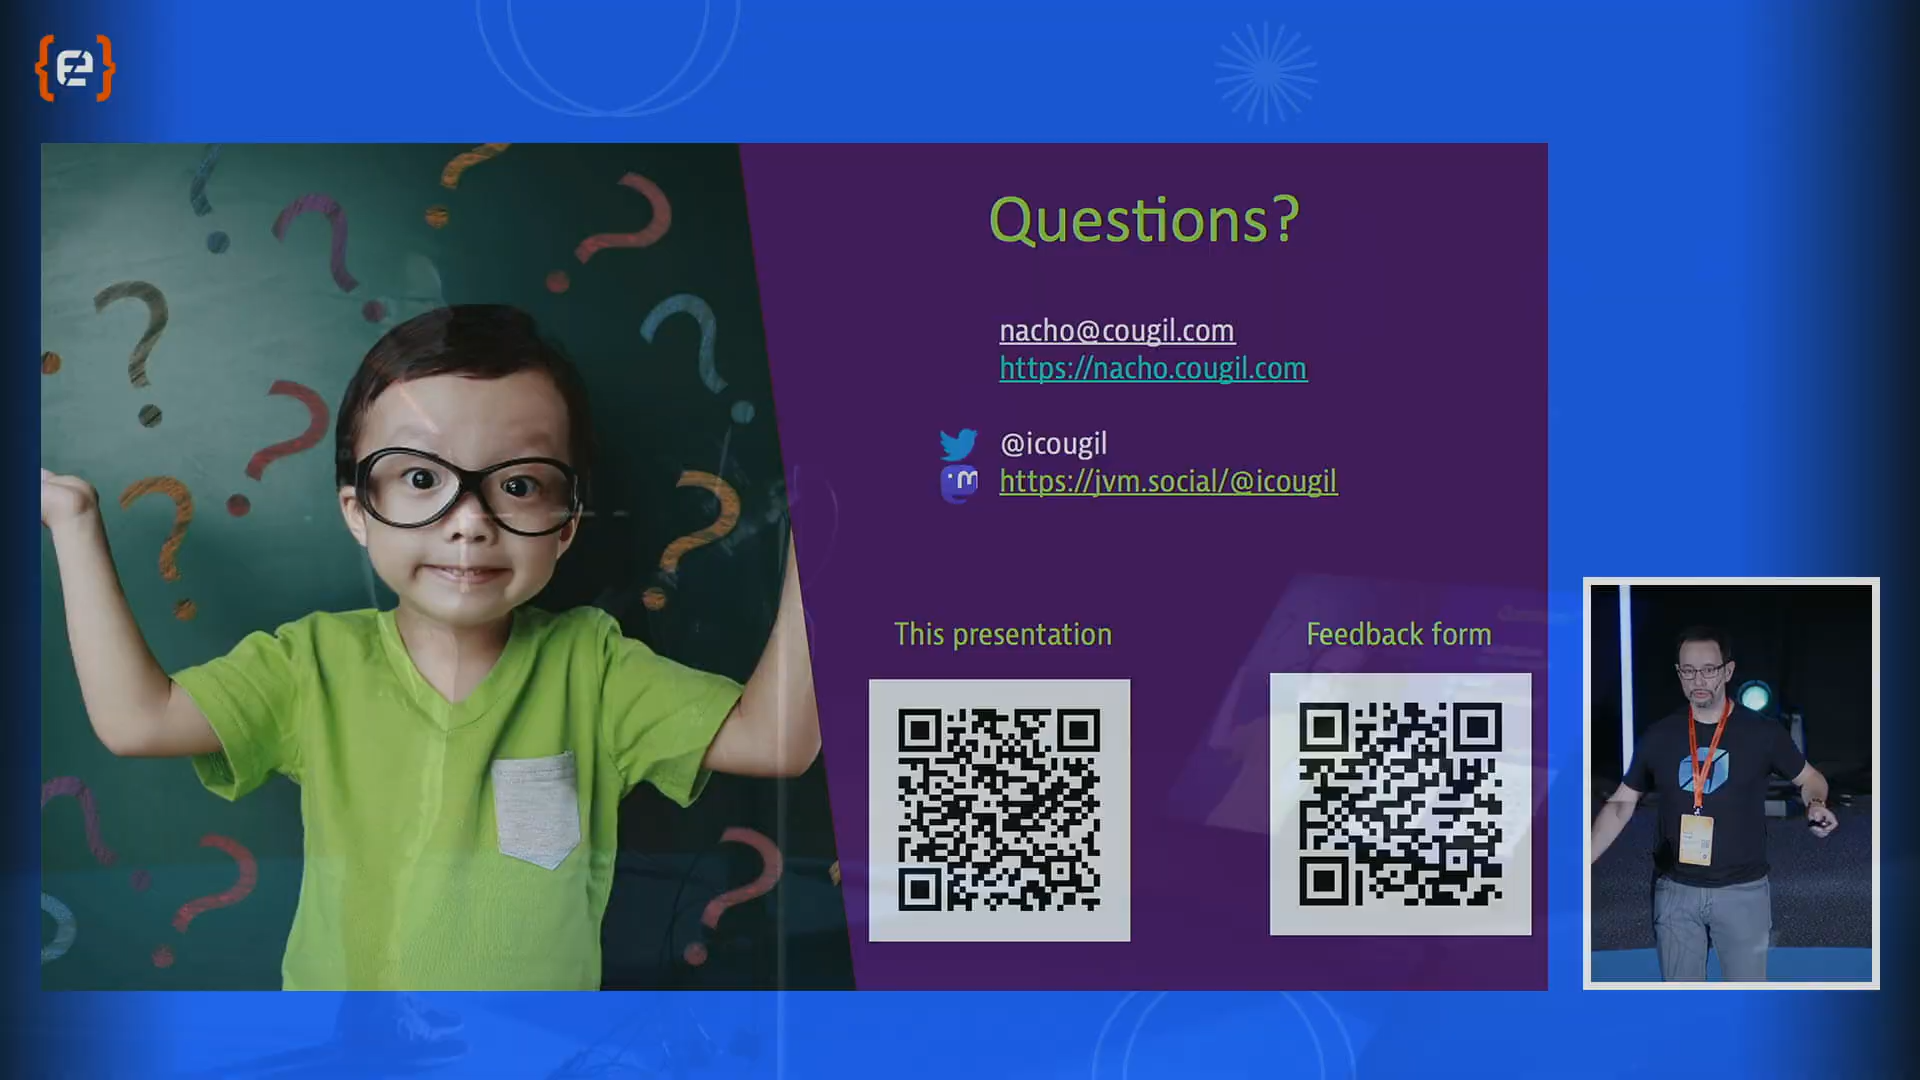 Questions?
nacho@cougil.com
https://nacho.cougil.com
@icougil
https://jvm.social/@icougil
This presentation
Feedback form